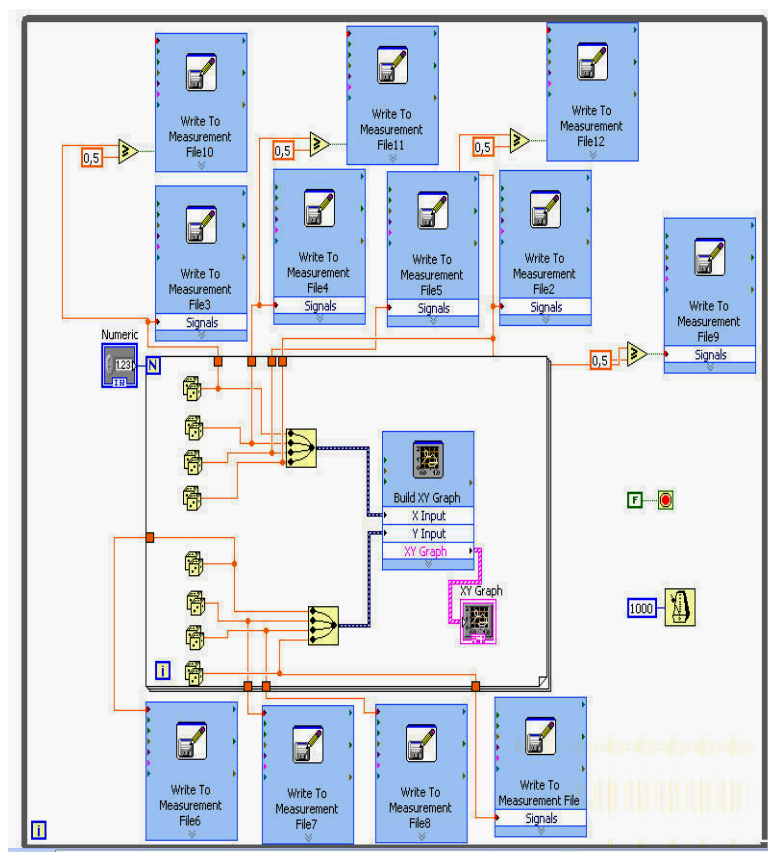 Write To
Measurement
File10
Write To
Measurement
File11
Write To
Measurement
File12
0,5
0,5
0,5
Write To
Measurement
File3
Signals
Write To
Measurement
File4
Signals
Write To
Measurement
File5
Signals
Write To
Measurement
File2
Signals
Write To
Measurement
File9
Signals
Numeric
1.23
I32
N
0,5
Build XY Graph
X Input
Y Input
XY Graph
XY Graph
F
1000
i
Write To
Measurement
File6
Write To
Measurement
File7
Write To
Measurement
File8
Write To
Measurement File
Signals
i